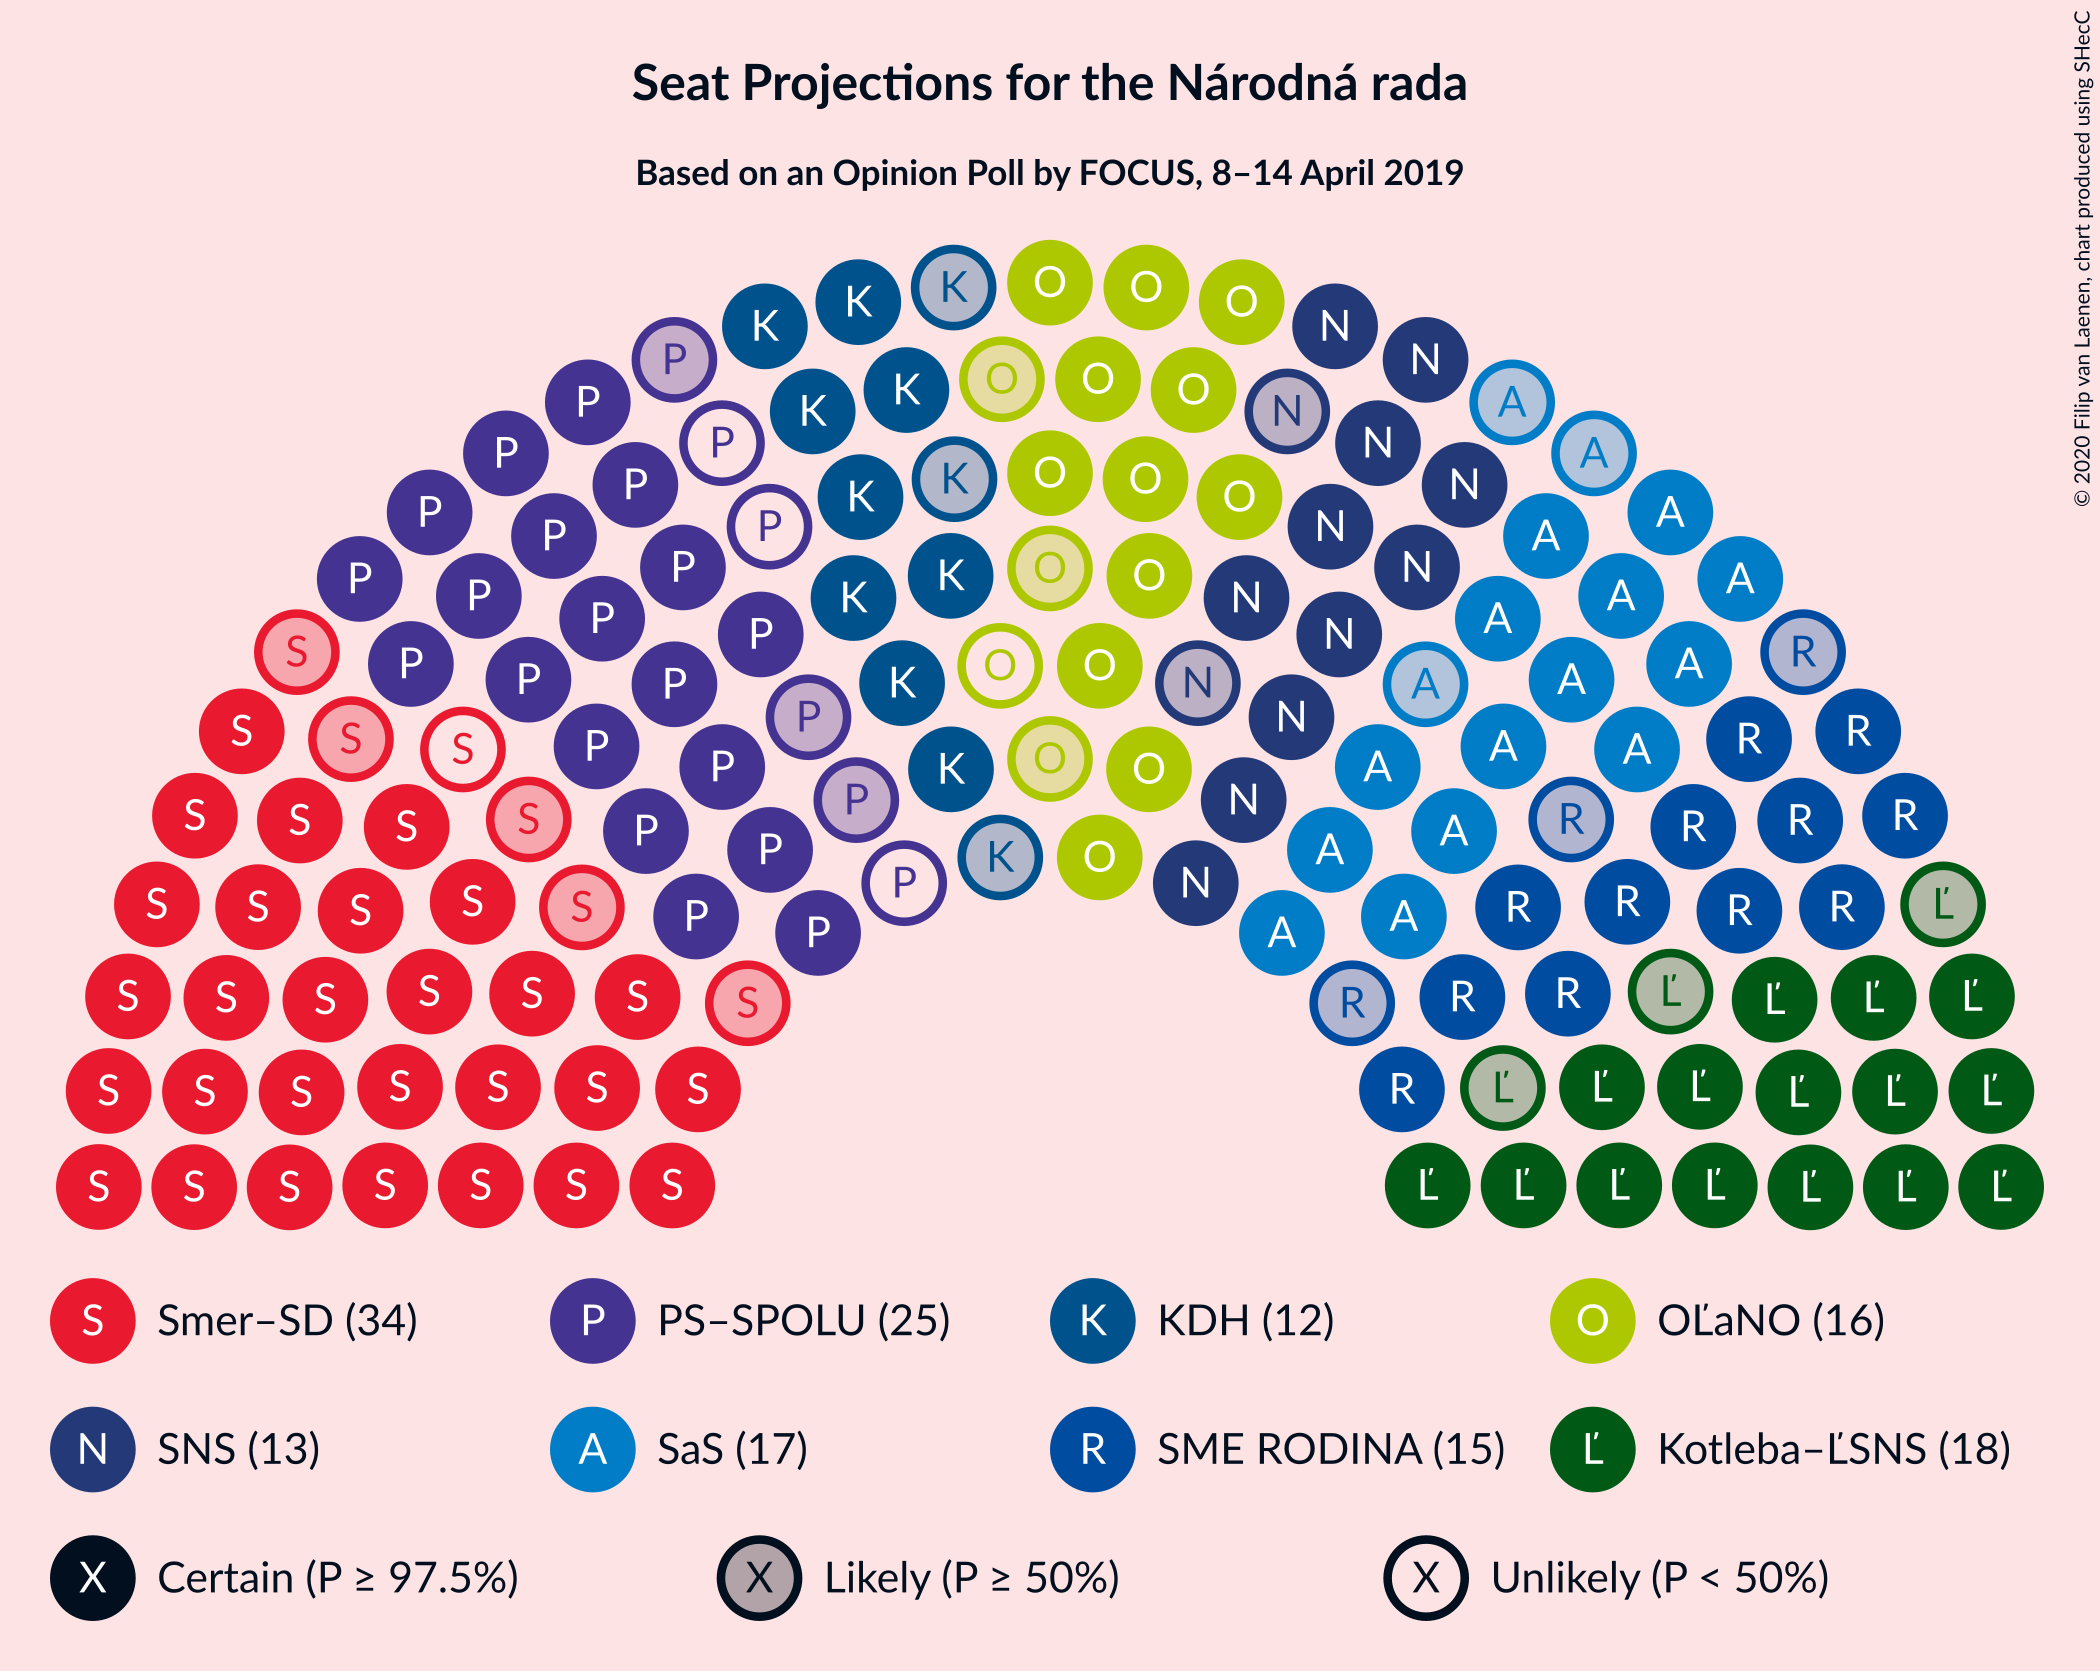 Seat Projections for the Národná rada
Based on an Opinion Poll by FOCUS, 8–14 April 2019
© 2020 Filip van Laenen, chart produced using SHecC
K K O O O
K N
P K O O O N
P K N A
P P N A
P K K O O O N
P P P N A A
P P P K K O O N N A A
P P N A
S P P P K O O N A A A R
S S S P P P K O O N A A A R R
S S S S P P P K O N A A R R R R
S S S S S P P P N A A R R R R Ľ
S S S S S S S R R R Ľ Ľ Ľ Ľ
S S S S S S S R Ľ Ľ Ľ Ľ Ľ Ľ
S S S S S S S Ľ Ľ Ľ Ľ Ľ Ľ Ľ
S Smer–SD (34) P PS–SPOLU (25) K KDH (12) O OĽaNO (16)
N SNS (13) A SaS (17) R SME RODINA (15) Ľ Kotleba–ĽSNS (18)
X Certain (P ≥ 97.5%) X Likely (P ≥ 50%) X Unlikely (P < 50%)